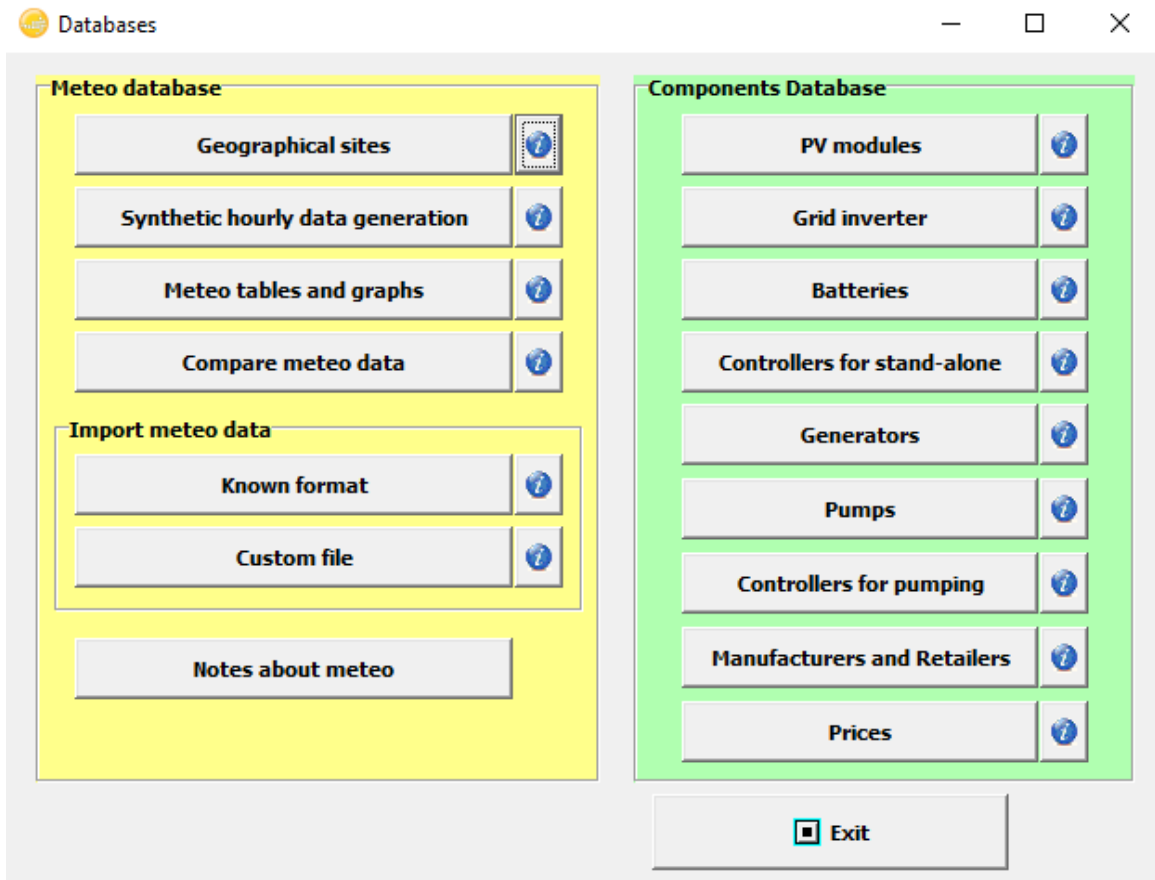 Databases
Meteo database
Geographical sites
Synthetic hourly data generation
Meteo tables and graphs
Compare meteo data
Import meteo data
Known format
Custom file
Notes about meteo
Components Database
PV modules
Grid inverter
Batteries
Controllers for stand-alone
Generators
Pumps
Controllers for pumping
Manufacturers and Retailers
Prices
Exit